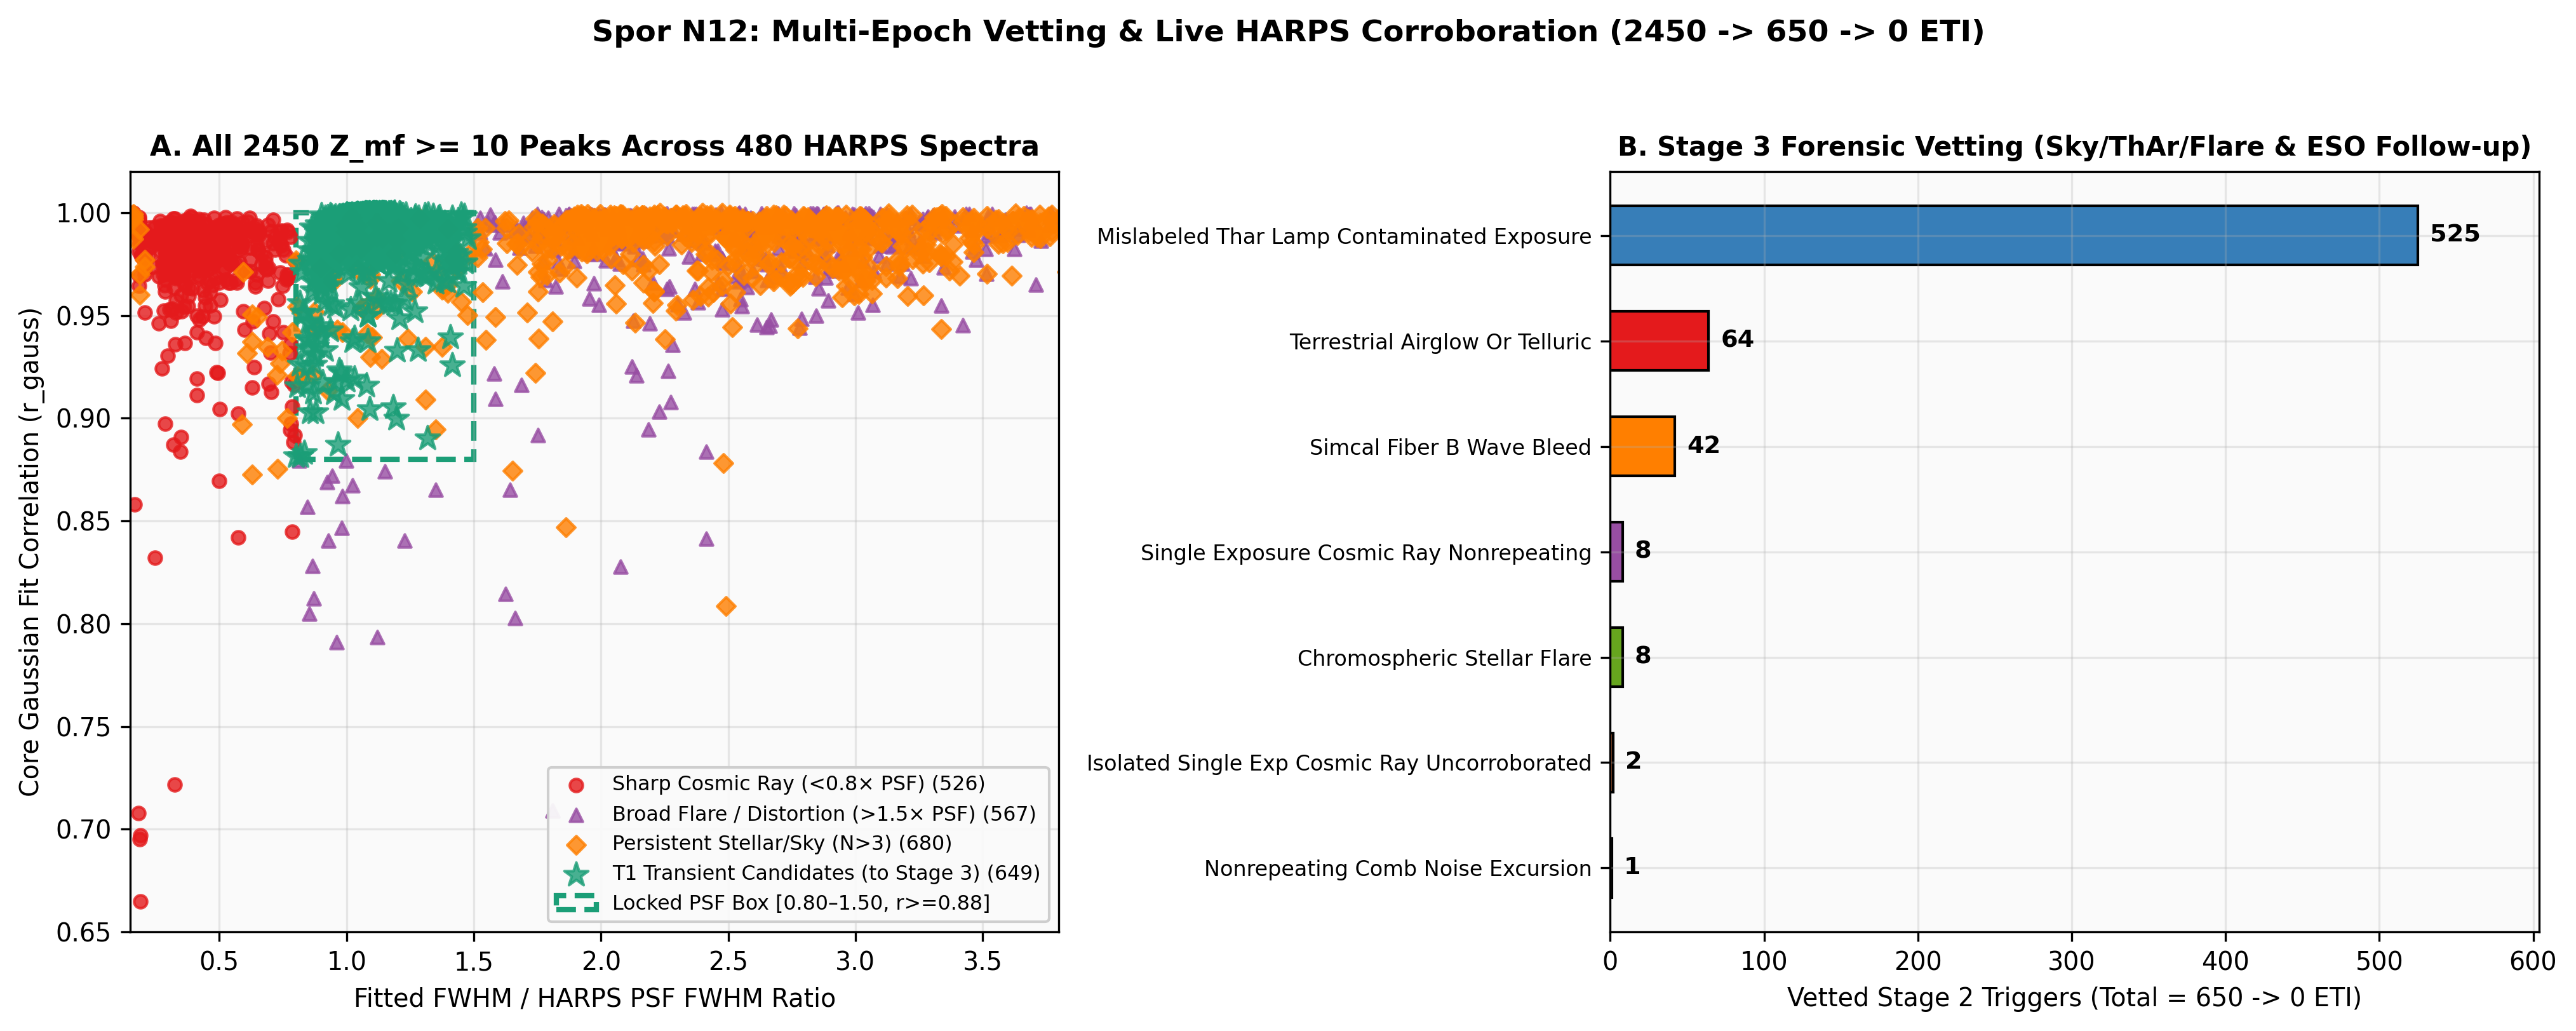 Spor N12: Multi-Epoch Vetting & Live HARPS Corroboration (2450 -> 650 -> 0 ETI)
A. All 2450 Z_mf >= 10 Peaks Across 480 HARPS Spectra
Core Gaussian Fit Correlation (r_gauss)
1.00
0.95
0.90
0.85
0.80
0.75
0.70
0.65
Sharp Cosmic Ray (<0.8× PSF) (526)
Broad Flare / Distortion (>1.5× PSF) (567)
Persistent Stellar/Sky (N>3) (680)
T1 Transient Candidates (to Stage 3) (649)
Locked PSF Box [0.80–1.50, r>=0.88]
0.5 1.0 1.5 2.0 2.5 3.0 3.5
Fitted FWHM / HARPS PSF FWHM Ratio
B. Stage 3 Forensic Vetting (Sky/ThAr/Flare & ESO Follow-up)
Mislabeled Thar Lamp Contaminated Exposure 525
Terrestrial Airglow Or Telluric 64
Simcal Fiber B Wave Bleed 42
Single Exposure Cosmic Ray Nonrepeating 8
Chromospheric Stellar Flare 8
Isolated Single Exp Cosmic Ray Uncorroborated 2
Nonrepeating Comb Noise Excursion 1
0 100 200 300 400 500 600
Vetted Stage 2 Triggers (Total = 650 -> 0 ETI)